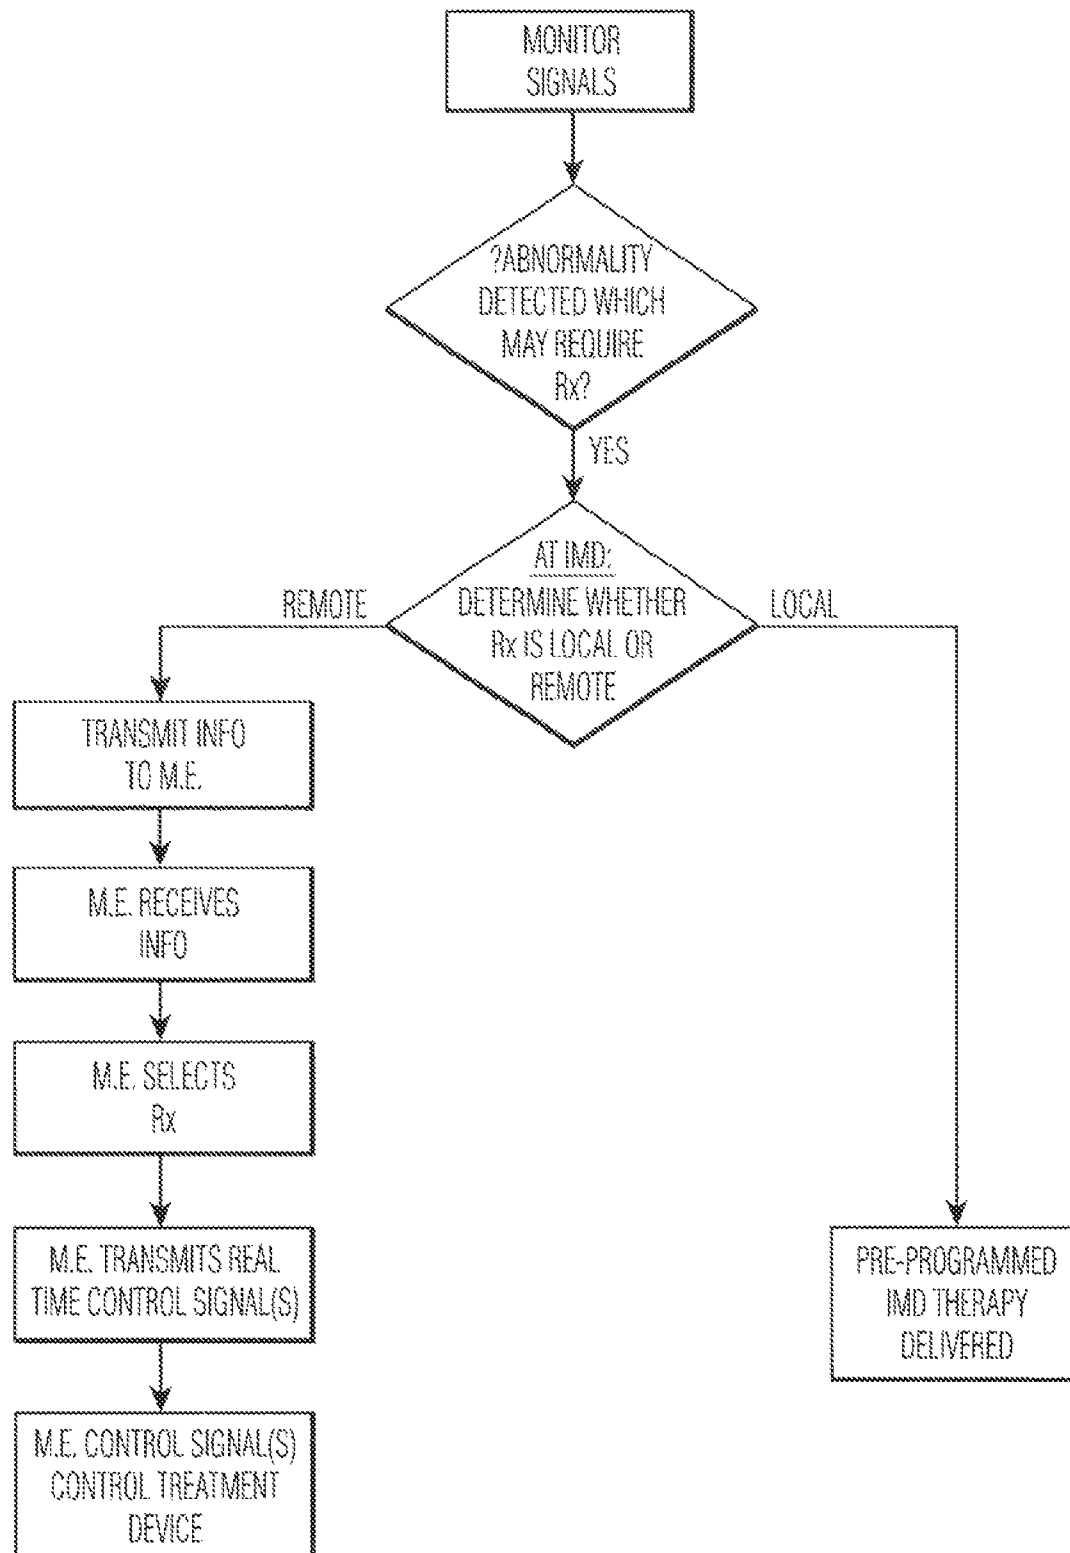 MONITOR
SIGNALS
?ABNORMALITY
DETECTED WHICH
MAY REQUIRE
Rx?
YES
AT IMD:
DETERMINE WHETHER
Rx IS LOCAL OR
REMOTE
REMOTE
LOCAL
TRANSMIT INFO
TO M.E.
M.E. RECEIVES
INFO
M.E. SELECTS
Rx
M.E. TRANSMITS REAL
TIME CONTROL SIGNAL(S)
M.E. CONTROL SIGNAL(S)
CONTROL TREATMENT
DEVICE
PRE-PROGRAMMED
IMD THERAPY
DELIVERED